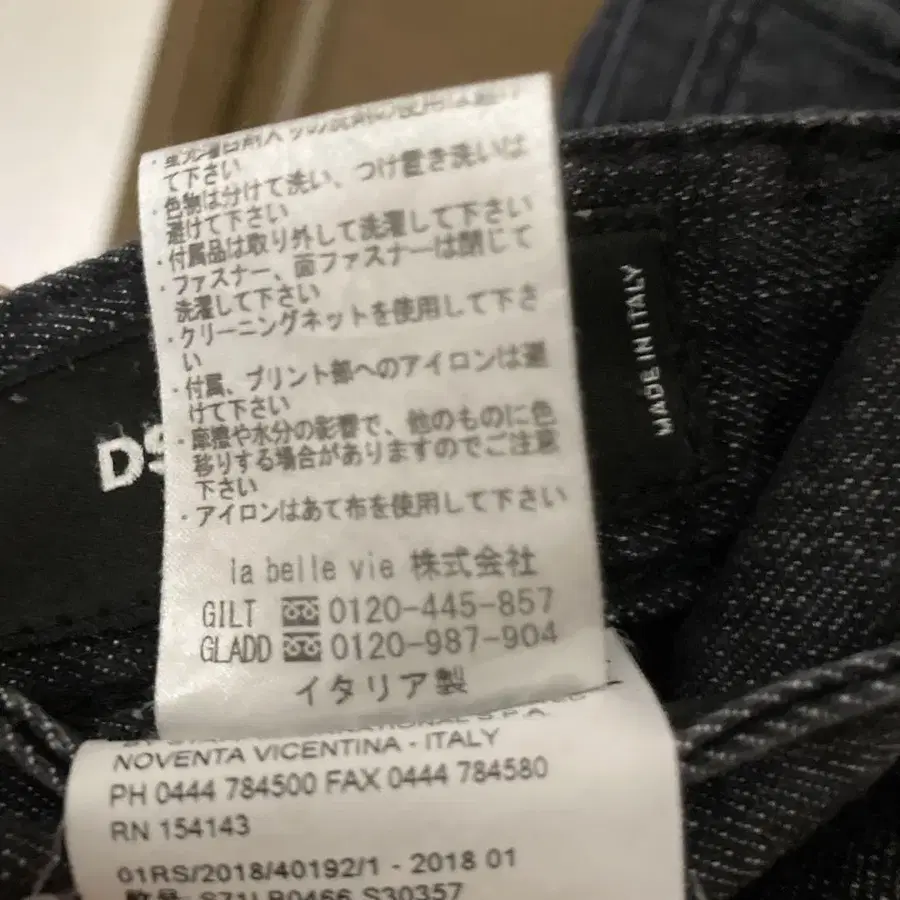 て下さい
・色物は分けて洗い、つけ置き洗いは
避けて下さい
・付属品は取り外して洗濯して下さい
・ファスナー、面ファスナーは閉じて
洗濯して下さい
・クリーニングネットを使用して下さ
い
・付属、プリント部へのアイロンは避
けて下さい
・摩擦や水分の影響で、他のものに色
移りする場合がありますのでご注意
下さい
・アイロンはあて布を使用して下さい
la belle vie 株式会社
GILT 0120-445-857
GLADD 0120-987-904
イタリア製
DS
MADE IN ITALY
NOVENTA VICENTINA - ITALY
PH 0444 784500 FAX 0444 784580
RN 154143
01RS/2018/40192/1 - 2018 01
S71LB0466 S30357